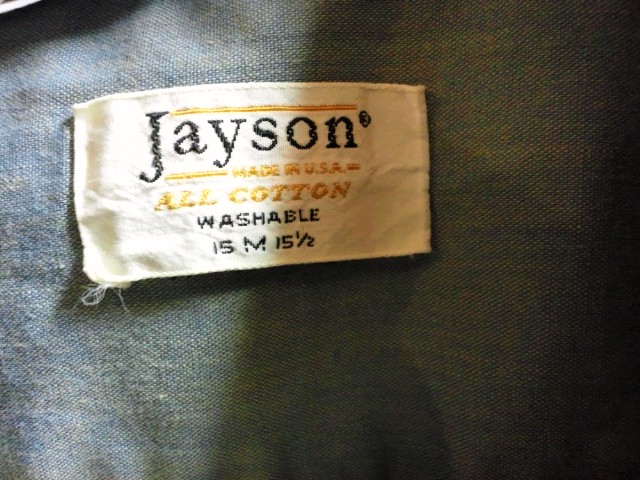 Jayson®
MADE IN U.S.A.
ALL COTTON
WASHABLE
15 M 15½